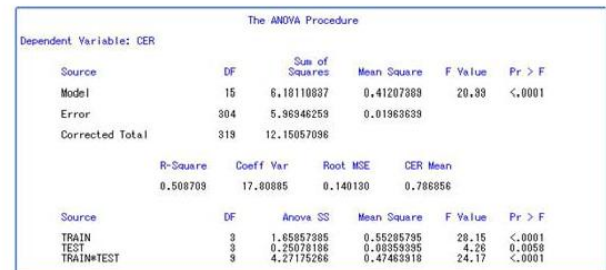 The ANOVA Procedure
Dependent Variable: CER
Sum of
Source DF Squares Mean Square F Value Pr > F
Model 15 6.18110837 0.41207389 20.99 <.0001
Error 304 5.96946259 0.01963639
Corrected Total 319 12.15057096
R-Square Coeff Var Root MSE CER Mean
0.508709 17.80885 0.140130 0.786856
Source DF Anova SS Mean Square F Value Pr > F
TRAIN 3 1.65857385 0.55285795 28.15 <.0001
TEST 3 0.25078186 0.08359395 4.26 0.0058
TRAIN*TEST 9 4.27175266 0.47463918 24.17 <.0001